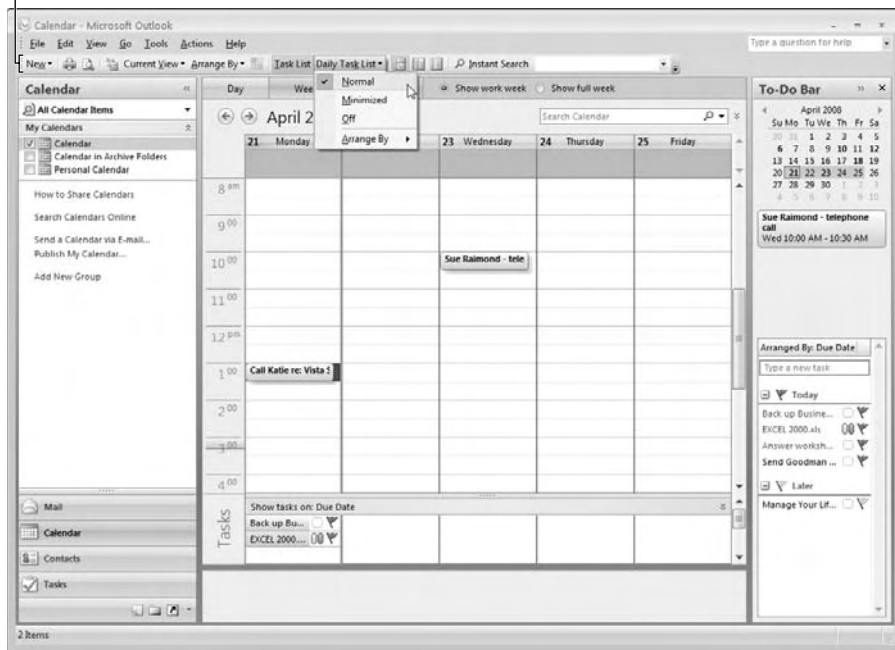 Calendar - Microsoft Outlook
File Edit View Go Tools Actions Help
Type a question for help
New Current View Arrange By Task List Daily Task List Instant Search
Normal
Minimized
Off
Arrange By
Calendar
All Calendar Items
My Calendars
Calendar
Calendar in Archive Folders
Personal Calendar
How to Share Calendars
Search Calendars Online
Send a Calendar via E-mail...
Publish My Calendar...
Add New Group
Mail
Calendar
Contacts
Tasks
2 Items
Day Wee Show work week Show full week
April 2
Search Calendar
21 Monday 23 Wednesday 24 Thursday 25 Friday
8 am
9 00
10 00 Sue Raimond - tele
11 00
12 pm
1 00 Call Katie re: Vista S
2 00
3 00
4 00
Tasks
Show tasks on: Due Date
Back up Bu...
EXCEL 2000....
To-Do Bar
April 2008
Su Mo Tu We Th Fr Sa
30 31 1 2 3 4 5
6 7 8 9 10 11 12
13 14 15 16 17 18 19
20 21 22 23 24 25 26
27 28 29 30 1 2 3
4 5 6 7 8 9 10
Sue Raimond - telephone
call
Wed 10:00 AM - 10:30 AM
Arranged By: Due Date
Type a new task
Today
Back up Busine...
EXCEL 2000.xls
Answer worksh...
Send Goodman ...
Later
Manage Your Lif...